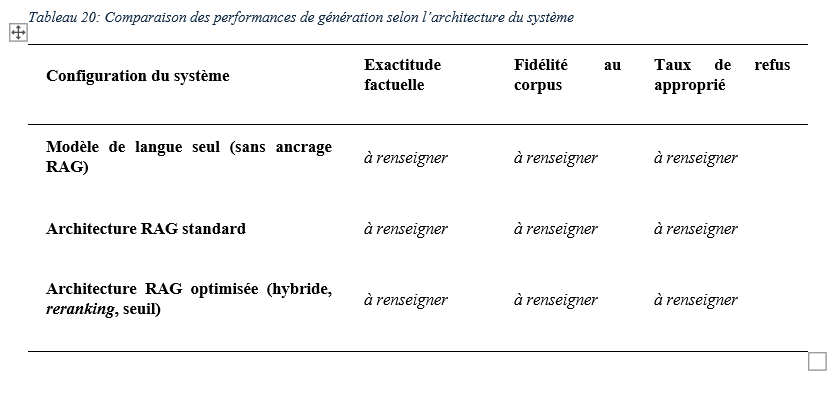 Tableau 20: Comparaison des performances de génération selon l’architecture du système
Configuration du système
Exactitude factuelle
Fidélité au corpus
Taux de refus approprié
Modèle de langue seul (sans ancrage RAG)
à renseigner
à renseigner
à renseigner
Architecture RAG standard
à renseigner
à renseigner
à renseigner
Architecture RAG optimisée (hybride, reranking, seuil)
à renseigner
à renseigner
à renseigner